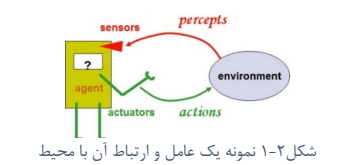 percepts
sensors
?
environment
agent
actuators
actions
شکل۲-۱ نمونه یک عامل و ارتباط آن با محیط